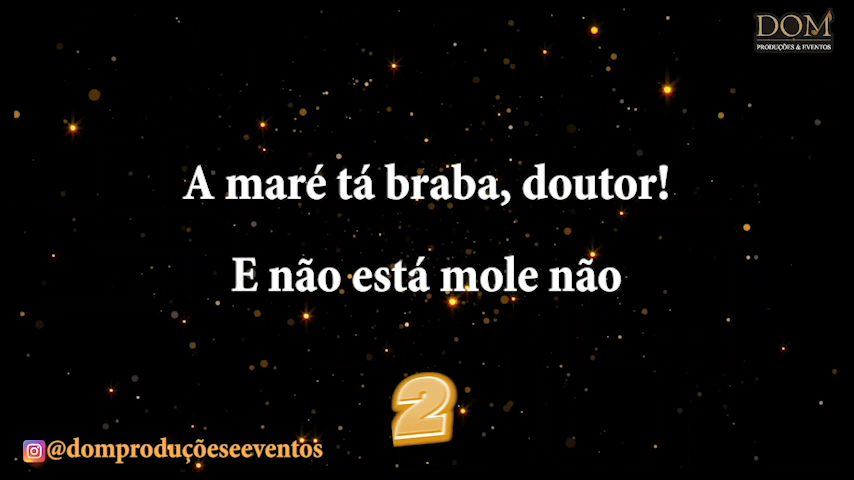 DOM
PRODUÇÕES & EVENTOS
A maré tá braba, doutor!
E não está mole não
2
@domproduçõeseeventos